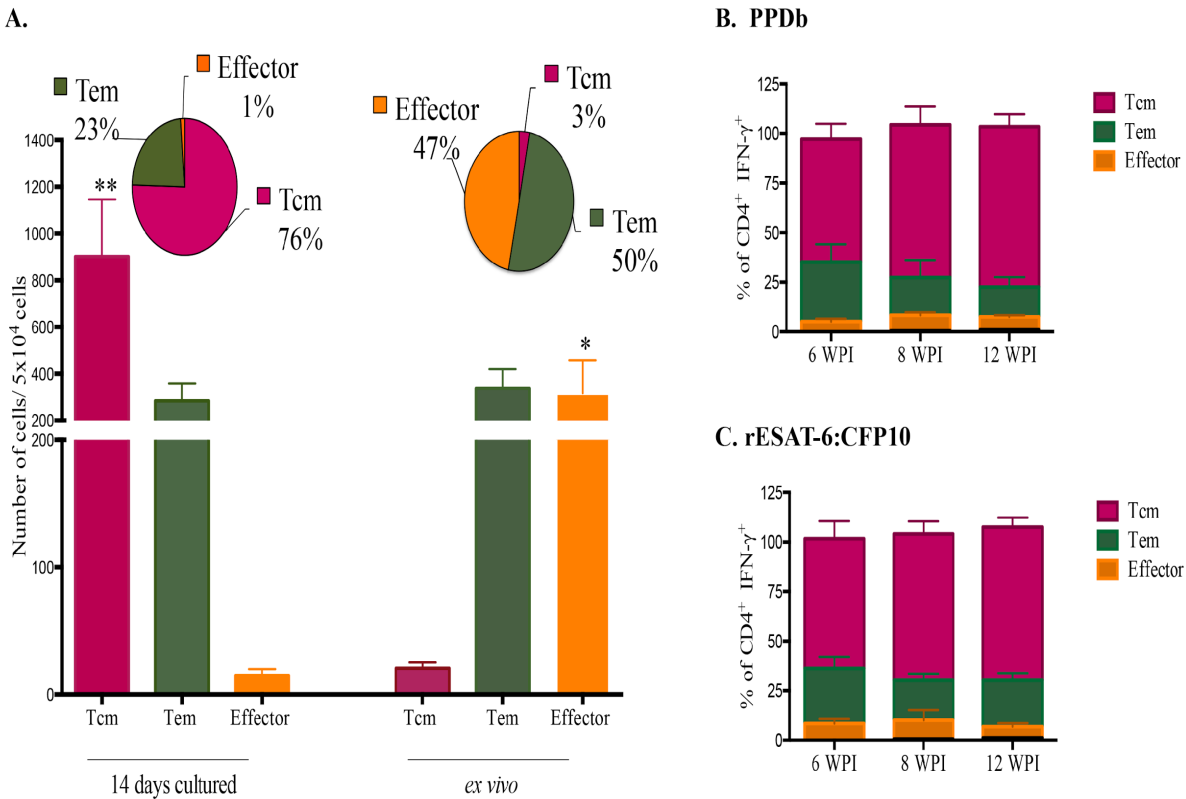 A.
Effector
1%
Tem
23%
Tcm
76%
Tcm
3%
Effector
47%
Tem
50%
**
*
Number of cells/ 5x10⁴ cells
1400
1200
1000
800
600
400
200
200
100
0
Tcm Tem Effector Tcm Tem Effector
14 days cultured ex vivo
B. PPDb
% of CD4⁺ IFN-γ⁺
125
100
75
50
25
0
6 WPI 8 WPI 12 WPI
Tcm
Tem
Effector
C. rESAT-6:CFP10
% of CD4⁺ IFN-γ⁺
125
100
75
50
25
0
6 WPI 8 WPI 12 WPI
Tcm
Tem
Effector